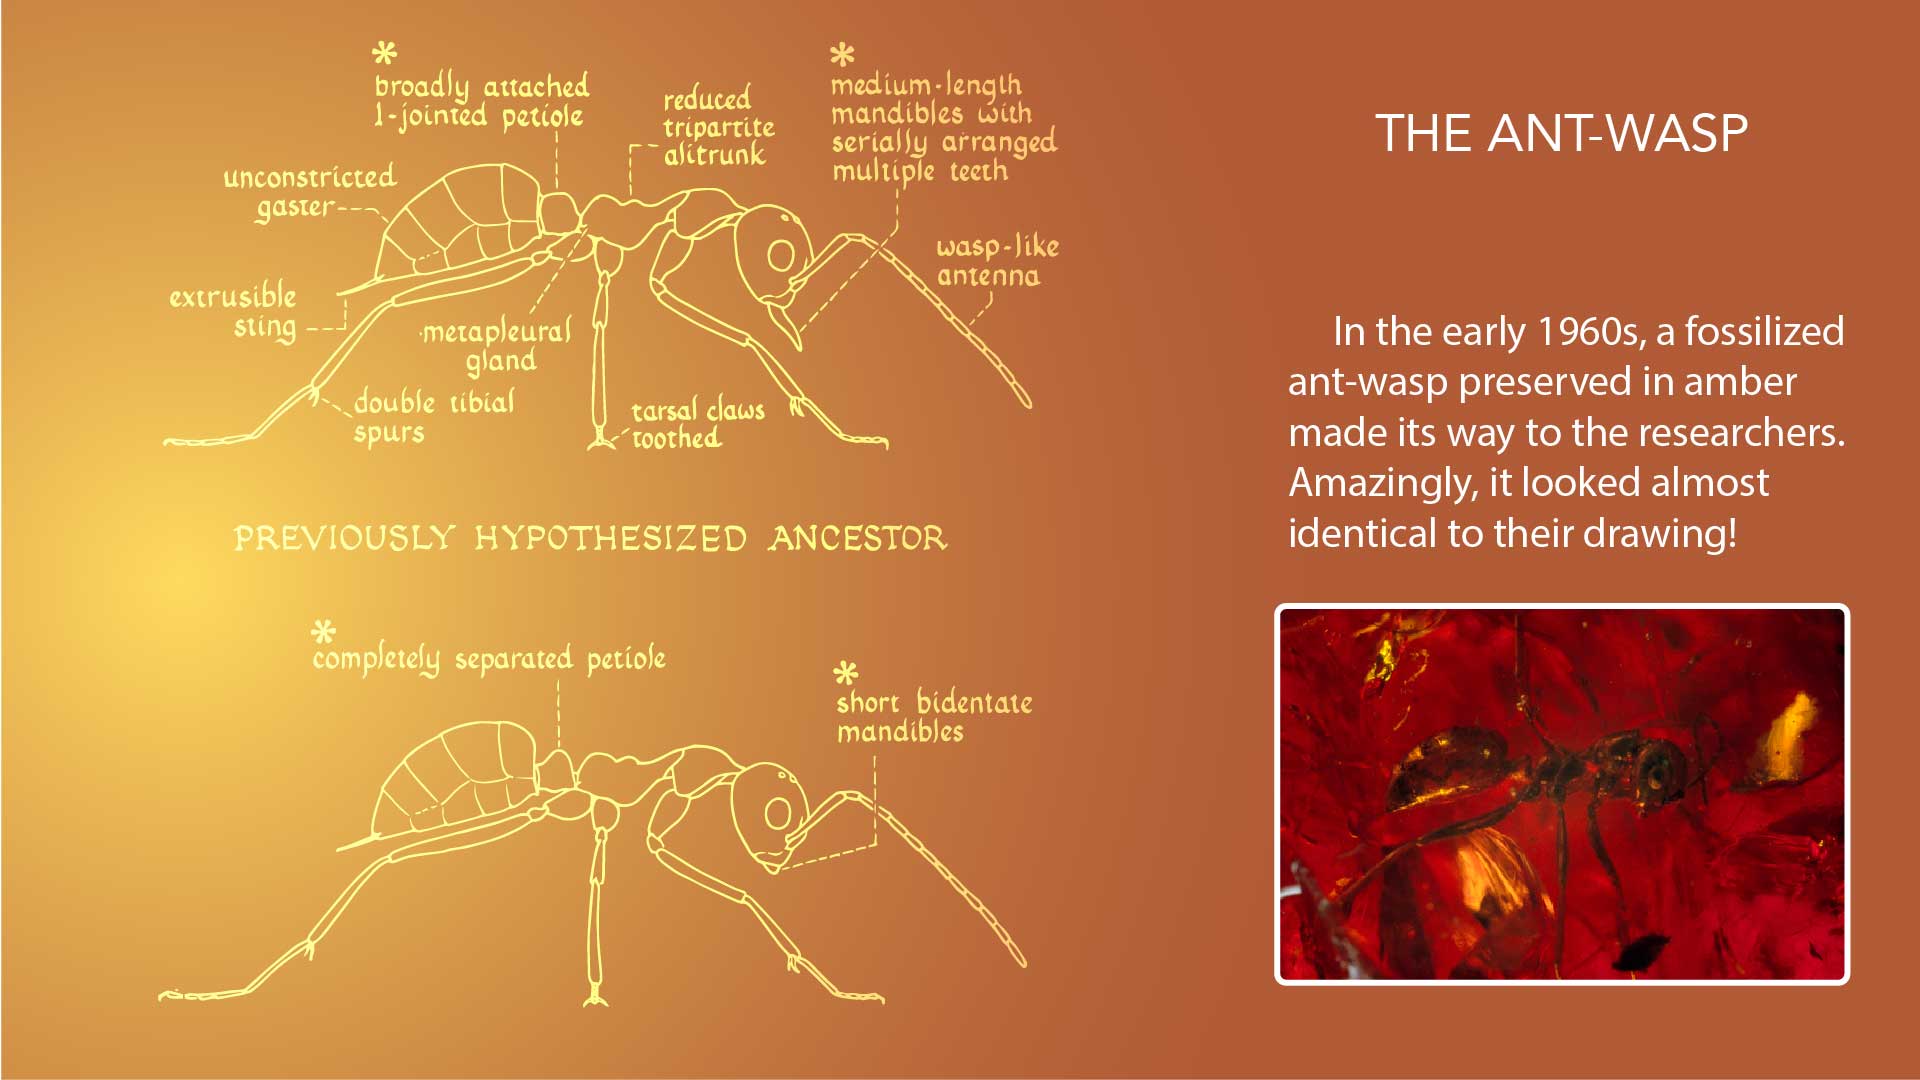 *
broadly attached
1-jointed petiole
reduced
tripartite
alitrunk
*
medium-length
mandibles with
serially arranged
multiple teeth
unconstricted
gaster
wasp-like
antenna
extrusible
sting
metapleural
gland
double tibial
spurs
tarsal claws
toothed
PREVIOUSLY HYPOTHESIZED ANCESTOR
*
completely separated petiole
*
short bidentate
mandibles
THE ANT-WASP
In the early 1960s, a fossilized
ant-wasp preserved in amber
made its way to the researchers.
Amazingly, it looked almost
identical to their drawing!